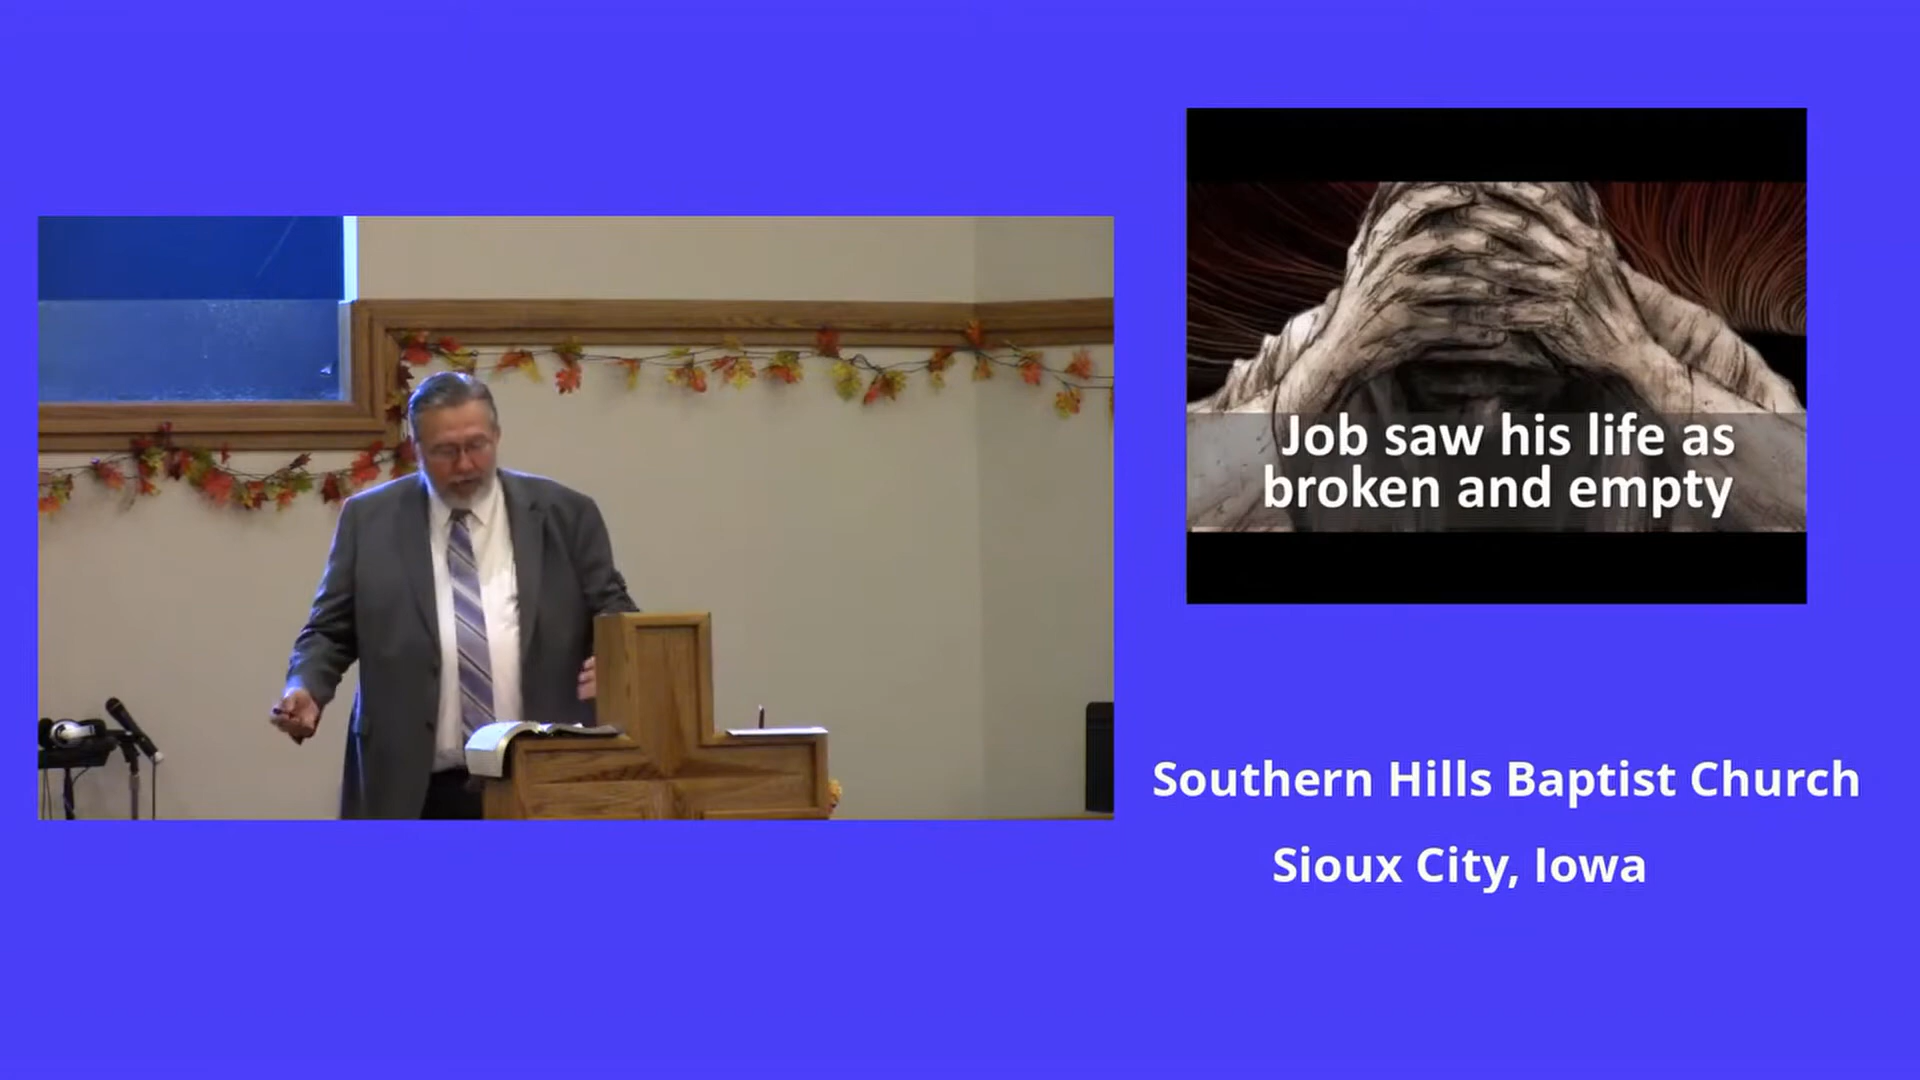 Job saw his life as
broken and empty
Southern Hills Baptist Church
Sioux City, Iowa